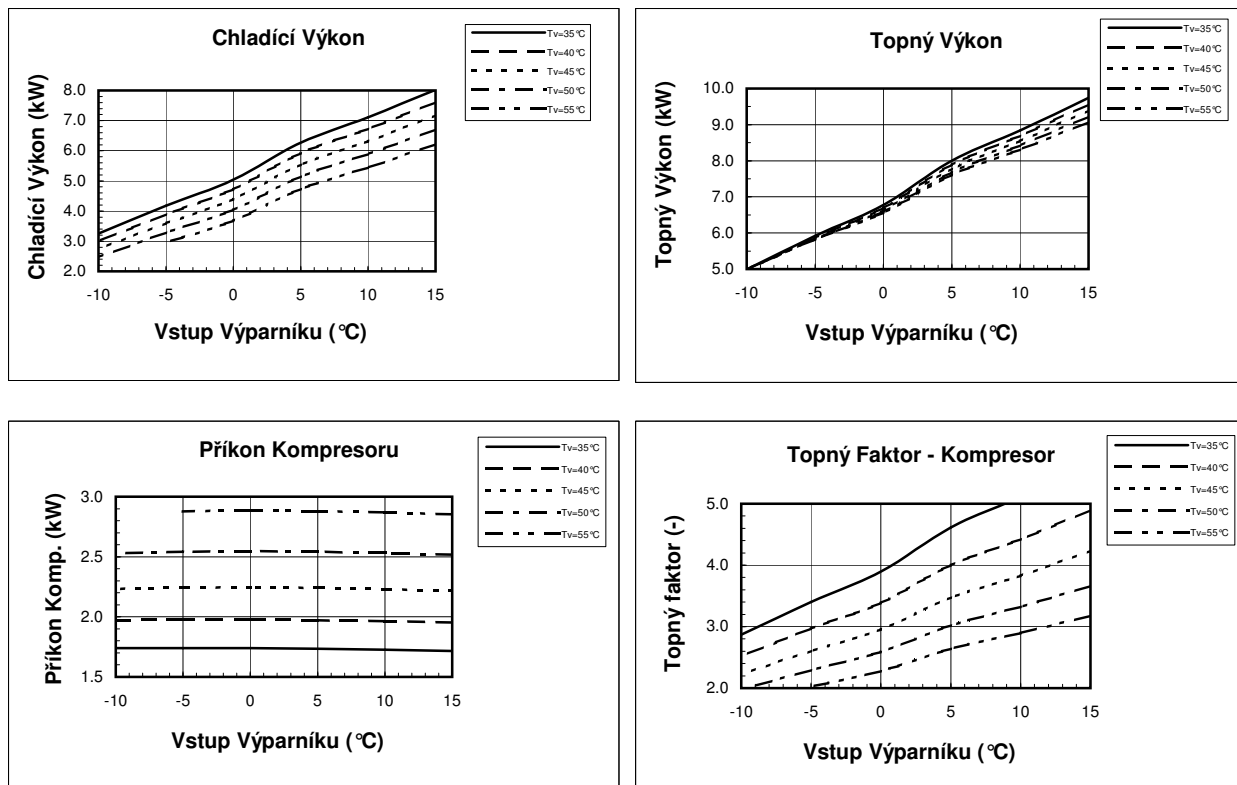 Chladící Výkon
Tv=35°C
Tv=40°C
Tv=45°C
Tv=50°C
Tv=55°C
Chladící Výkon (kW)
8.0
7.0
6.0
5.0
4.0
3.0
2.0
-10 -5 0 5 10 15
Vstup Výparníku (°C)
Topný Výkon
Tv=35°C
Tv=40°C
Tv=45°C
Tv=50°C
Tv=55°C
Topný Výkon (kW)
10.0
9.0
8.0
7.0
6.0
5.0
-10 -5 0 5 10 15
Vstup Výparníku (°C)
Příkon Kompresoru
Tv=35°C
Tv=40°C
Tv=45°C
Tv=50°C
Tv=55°C
Příkon Komp. (kW)
3.0
2.5
2.0
1.5
-10 -5 0 5 10 15
Vstup Výparníku (°C)
Topný Faktor - Kompresor
Tv=35°C
Tv=40°C
Tv=45°C
Tv=50°C
Tv=55°C
Topný faktor (-)
5.0
4.0
3.0
2.0
-10 -5 0 5 10 15
Vstup Výparníku (°C)